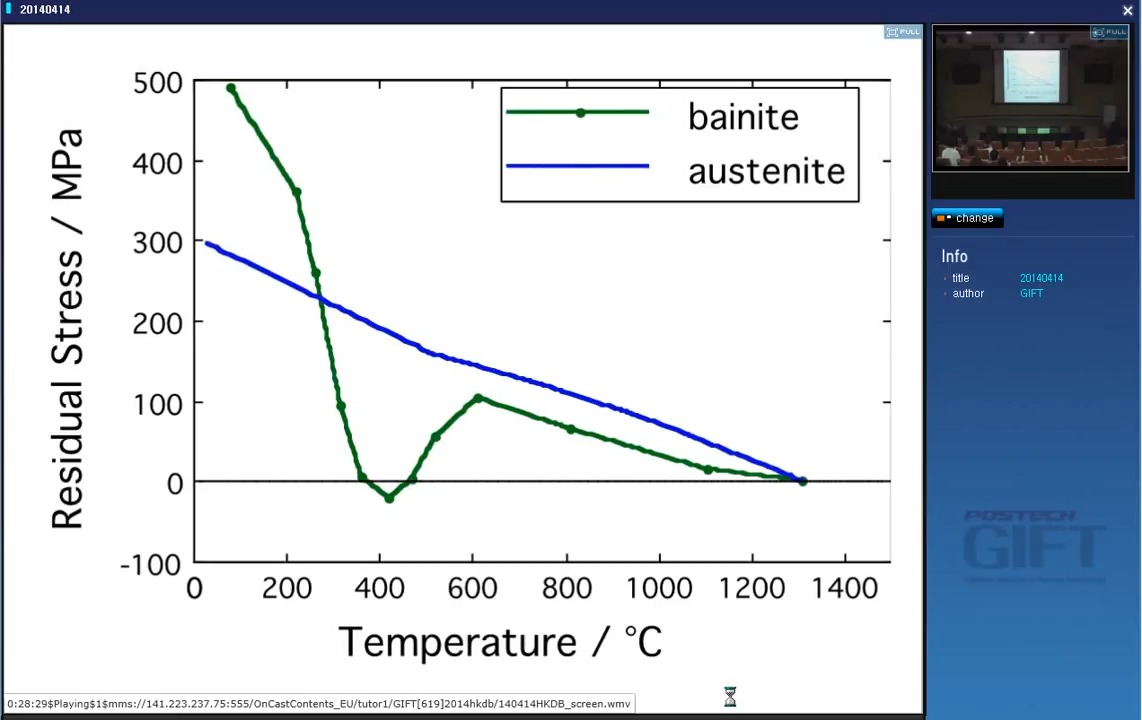 20140414
FULL
FULL
500
400
300
200
100
0
-100
Residual Stress / MPa
bainite
austenite
0 200 400 600 800 1000 1200 1400
Temperature / °C
change
Info
title 20140414
author GIFT
POSTECH
GIFT
0:28:29$Playing$1$mms://141.223.237.75:555/OnCastContents_EU/tutor1/GIFT[619]2014hkdb/140414HKDB_screen.wmv